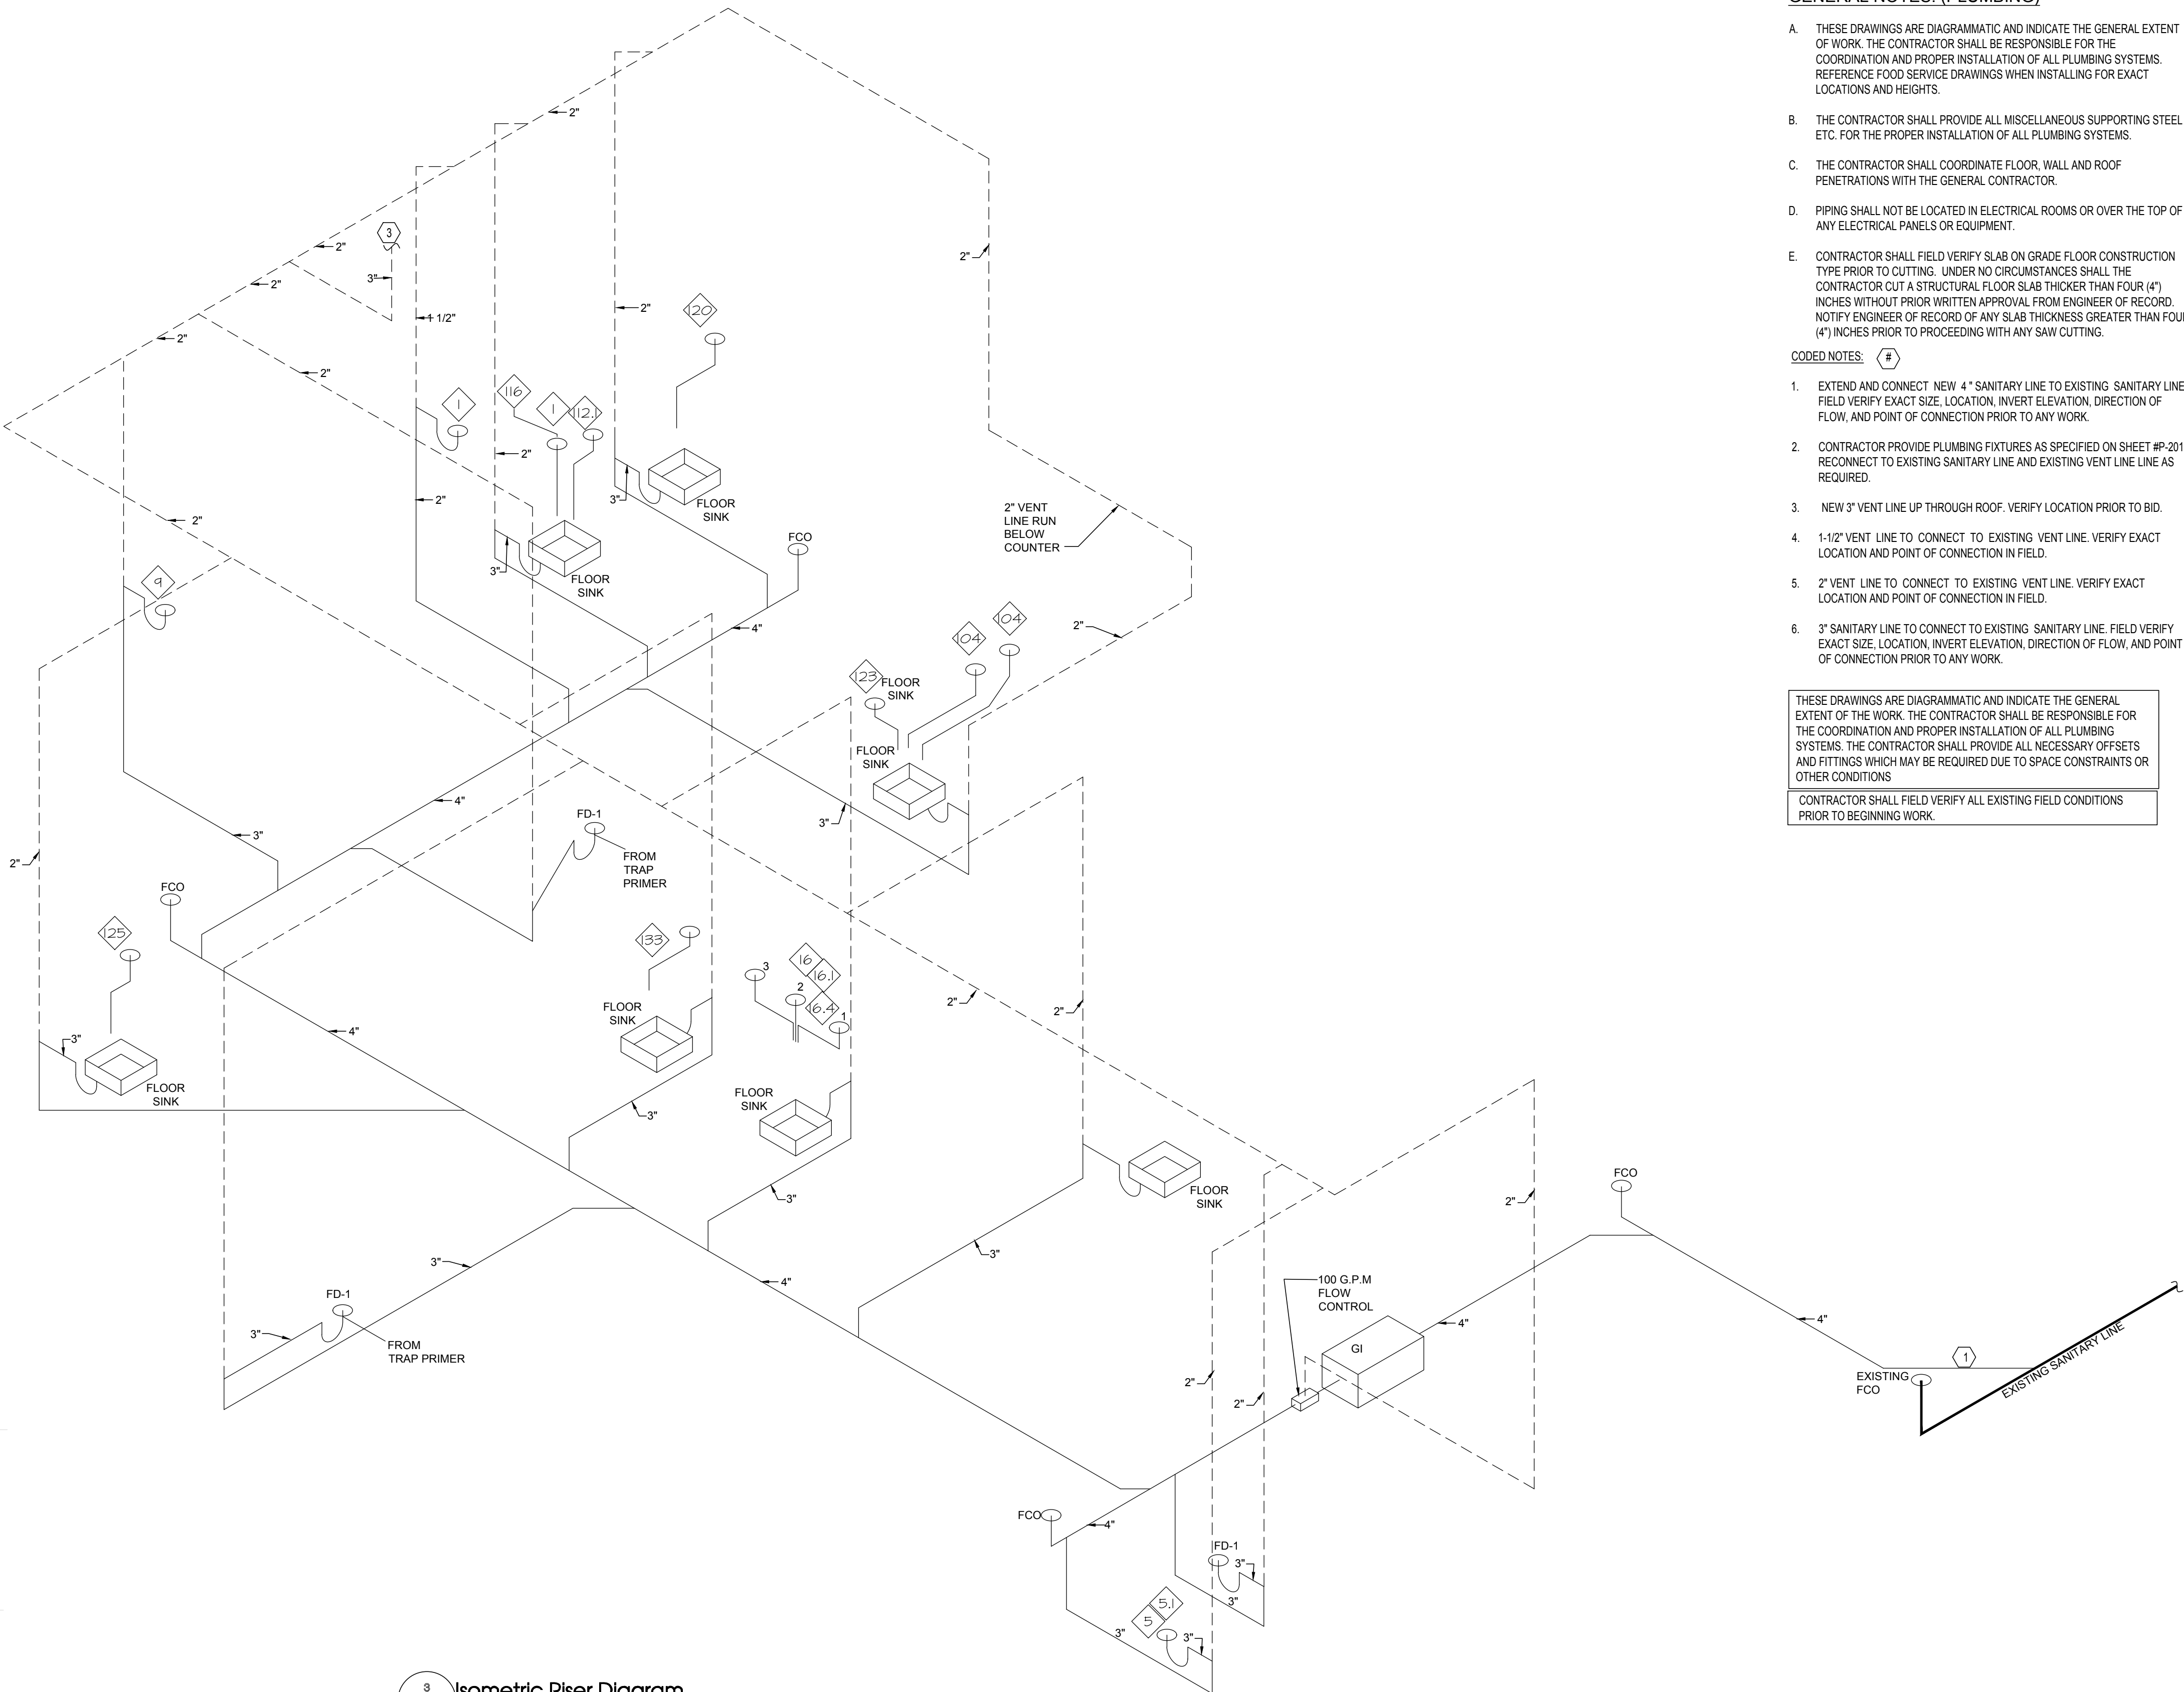 GENERAL NOTES: (PLUMBING)
A. THESE DRAWINGS ARE DIAGRAMMATIC AND INDICATE THE GENERAL EXTENT
OF WORK. THE CONTRACTOR SHALL BE RESPONSIBLE FOR THE
COORDINATION AND PROPER INSTALLATION OF ALL PLUMBING SYSTEMS.
REFERENCE FOOD SERVICE DRAWINGS WHEN INSTALLING FOR EXACT
LOCATIONS AND HEIGHTS.
B. THE CONTRACTOR SHALL PROVIDE ALL MISCELLANEOUS SUPPORTING STEEL
ETC. FOR THE PROPER INSTALLATION OF ALL PLUMBING SYSTEMS.
C. THE CONTRACTOR SHALL COORDINATE FLOOR, WALL AND ROOF
PENETRATIONS WITH THE GENERAL CONTRACTOR.
D. PIPING SHALL NOT BE LOCATED IN ELECTRICAL ROOMS OR OVER THE TOP OF
ANY ELECTRICAL PANELS OR EQUIPMENT.
E. CONTRACTOR SHALL FIELD VERIFY SLAB ON GRADE FLOOR CONSTRUCTION
TYPE PRIOR TO CUTTING. UNDER NO CIRCUMSTANCES SHALL THE
CONTRACTOR CUT A STRUCTURAL FLOOR SLAB THICKER THAN FOUR (4")
INCHES WITHOUT PRIOR WRITTEN APPROVAL FROM ENGINEER OF RECORD.
NOTIFY ENGINEER OF RECORD OF ANY SLAB THICKNESS GREATER THAN FOUR
(4") INCHES PRIOR TO PROCEEDING WITH ANY SAW CUTTING.
CODED NOTES: #
1. EXTEND AND CONNECT NEW 4 " SANITARY LINE TO EXISTING SANITARY LINE
FIELD VERIFY EXACT SIZE, LOCATION, INVERT ELEVATION, DIRECTION OF
FLOW, AND POINT OF CONNECTION PRIOR TO ANY WORK.
2. CONTRACTOR PROVIDE PLUMBING FIXTURES AS SPECIFIED ON SHEET #P-201
RECONNECT TO EXISTING SANITARY LINE AND EXISTING VENT LINE LINE AS
REQUIRED.
3. NEW 3" VENT LINE UP THROUGH ROOF. VERIFY LOCATION PRIOR TO BID.
4. 1-1/2" VENT LINE TO CONNECT TO EXISTING VENT LINE. VERIFY EXACT
LOCATION AND POINT OF CONNECTION IN FIELD.
5. 2" VENT LINE TO CONNECT TO EXISTING VENT LINE. VERIFY EXACT
LOCATION AND POINT OF CONNECTION IN FIELD.
6. 3" SANITARY LINE TO CONNECT TO EXISTING SANITARY LINE. FIELD VERIFY
EXACT SIZE, LOCATION, INVERT ELEVATION, DIRECTION OF FLOW, AND POINT
OF CONNECTION PRIOR TO ANY WORK.
THESE DRAWINGS ARE DIAGRAMMATIC AND INDICATE THE GENERAL
EXTENT OF THE WORK. THE CONTRACTOR SHALL BE RESPONSIBLE FOR
THE COORDINATION AND PROPER INSTALLATION OF ALL PLUMBING
SYSTEMS. THE CONTRACTOR SHALL PROVIDE ALL NECESSARY OFFSETS
AND FITTINGS WHICH MAY BE REQUIRED DUE TO SPACE CONSTRAINTS OR
OTHER CONDITIONS
CONTRACTOR SHALL FIELD VERIFY ALL EXISTING FIELD CONDITIONS
PRIOR TO BEGINNING WORK.
2"
3
2"
3"
2"
2"
2"
1 1/2"
2"
2"
120
1
116
1
112.1
2"
2"
3"
FLOOR
SINK
3"
FLOOR
SINK
2" VENT
LINE RUN
BELOW
COUNTER
FCO
2"
9
4"
2"
104
104
123
FLOOR
SINK
FLOOR
SINK
3"
4"
3"
2"
FD-1
FROM
TRAP
PRIMER
FCO
125
133
3
16
16.1
2
16.4
1
2"
2"
4"
3"
FLOOR
SINK
FLOOR
SINK
FLOOR
SINK
3"
3"
FLOOR
SINK
3"
3"
4"
FD-1
3"
FROM
TRAP PRIMER
100 G.P.M
FLOW
CONTROL
GI
4"
2"
FCO
4"
1
EXISTING
FCO
EXISTING SANITARY LINE
2"
2"
FCO
4"
FD-1
3"
3"
5.1
5
3"
3"
3
Isometric Riser Diagram